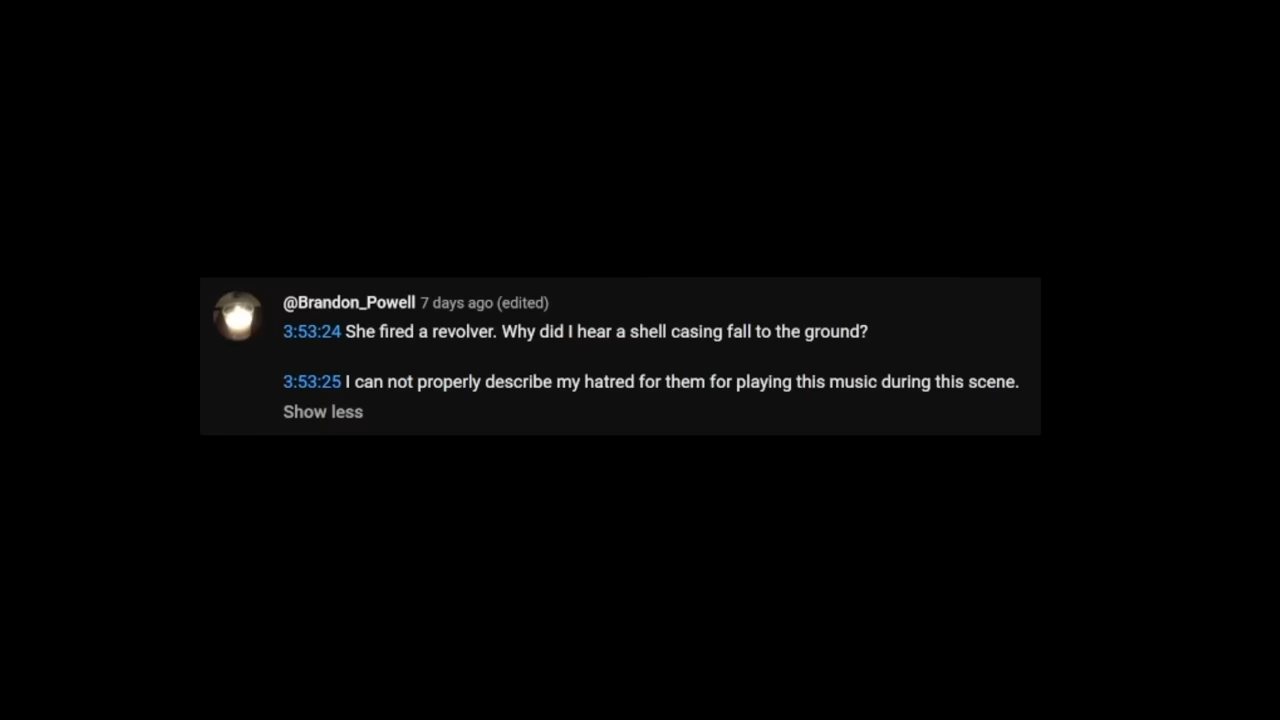 @Brandon_Powell 7 days ago (edited)
3:53:24 She fired a revolver. Why did I hear a shell casing fall to the ground?
3:53:25 I can not properly describe my hatred for them for playing this music during this scene.
Show less